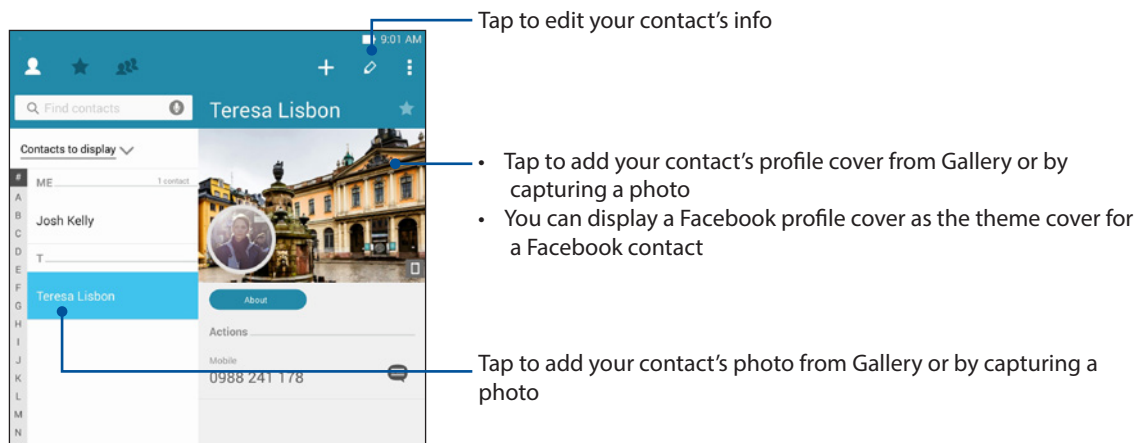 Tap to edit your contact's info
9:01 AM
Find contacts
Teresa Lisbon
Contacts to display
• Tap to add your contact's profile cover from Gallery or by
capturing a photo
• You can display a Facebook profile cover as the theme cover for
a Facebook contact
#
ME
1 contact
A
B
Josh Kelly
C
D
T
E
F
Teresa Lisbon
G
About
H
I
Actions
J
Mobile
K
0988 241 178
L
M
N
Tap to add your contact's photo from Gallery or by capturing a
photo